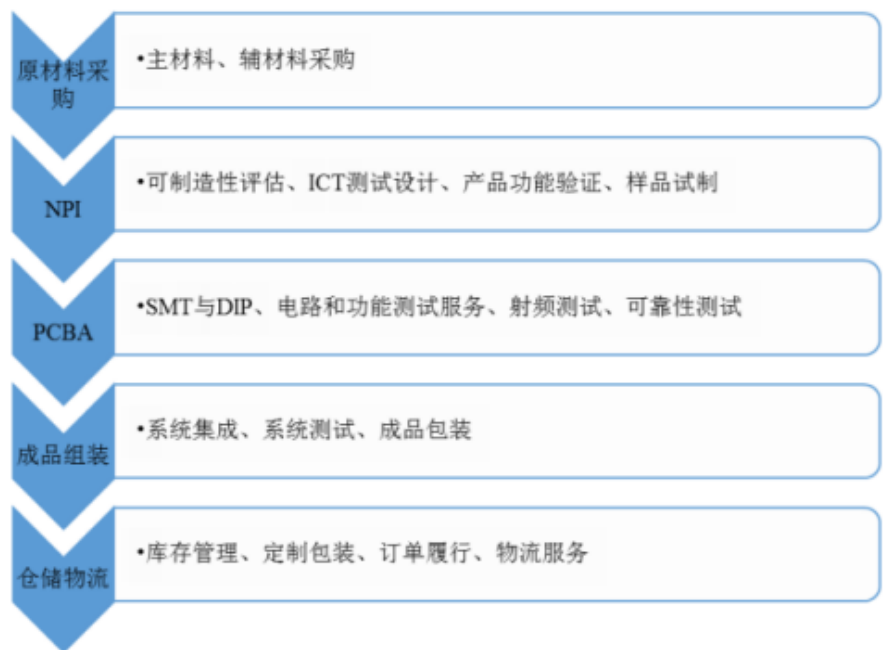 原材料采
购
•主材料、辅材料采购
NPI
•可制造性评估、ICT测试设计、产品功能验证、样品试制
PCBA
•SMT与DIP、电路和功能测试服务、射频测试、可靠性测试
成品组装
•系统集成、系统测试、成品包装
仓储物流
•库存管理、定制包装、订单履行、物流服务